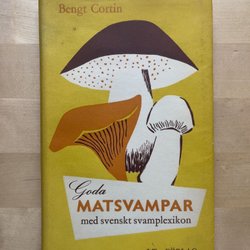 Bengt Cortin
Goda
MATSVAMPAR
med svenskt svamplexikon